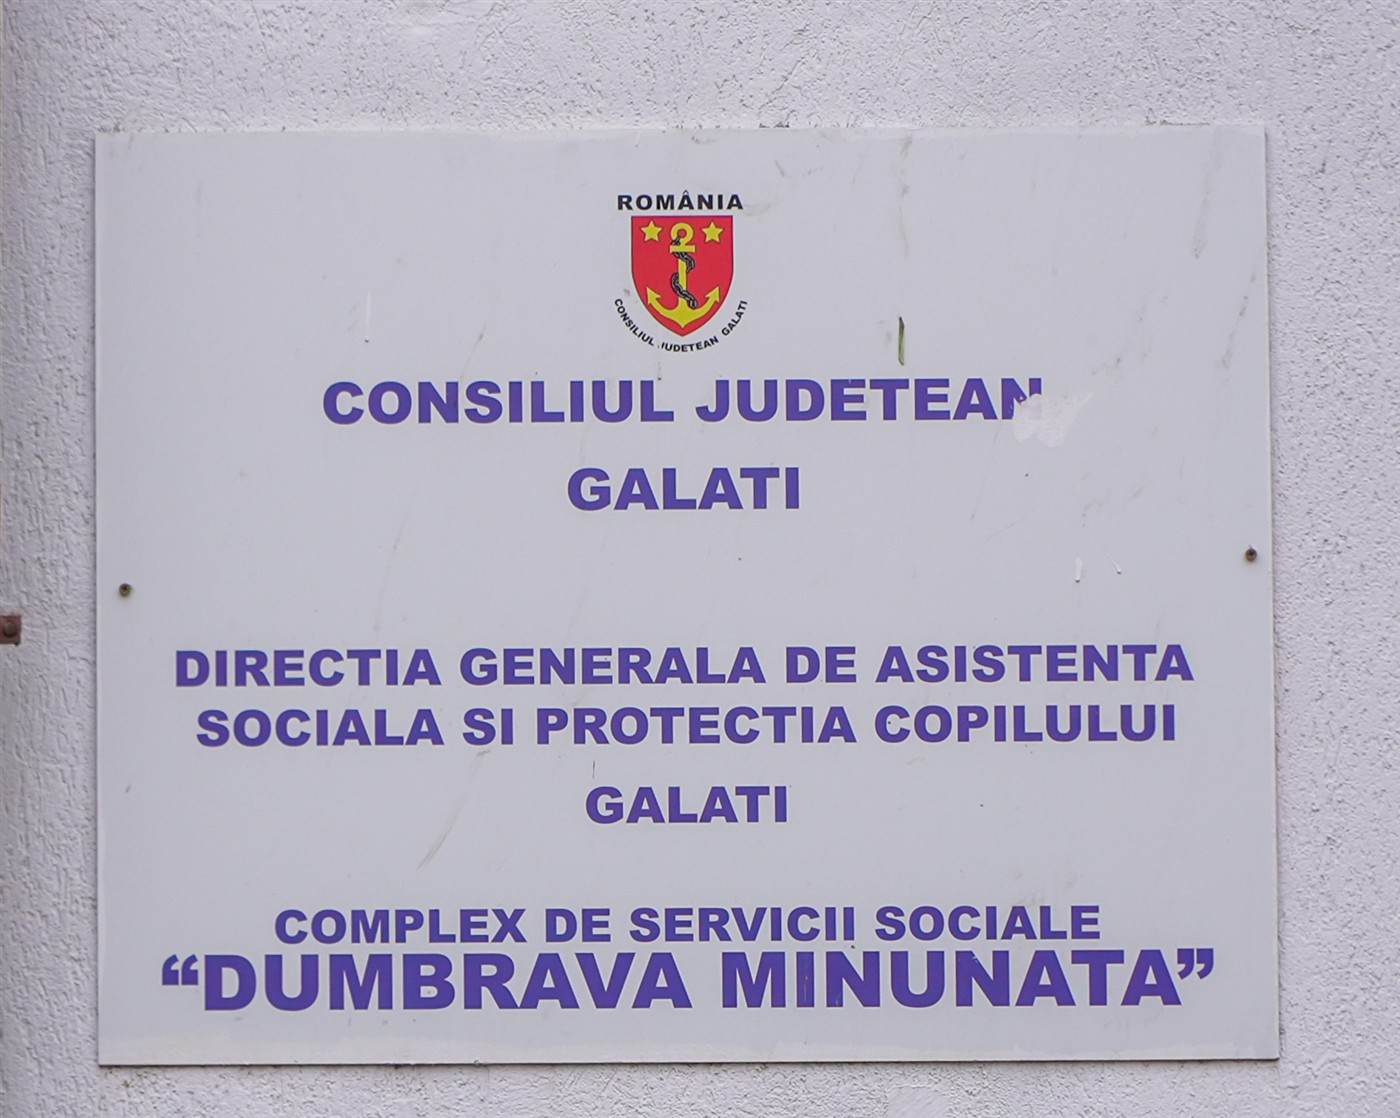 ROMÂNIA
CONSILIUL JUDETEAN GALATI
CONSILIUL JUDETEAN
GALATI
DIRECTIA GENERALA DE ASISTENTA
SOCIALA SI PROTECTIA COPILULUI
GALATI
COMPLEX DE SERVICII SOCIALE
“DUMBRAVA MINUNATA”